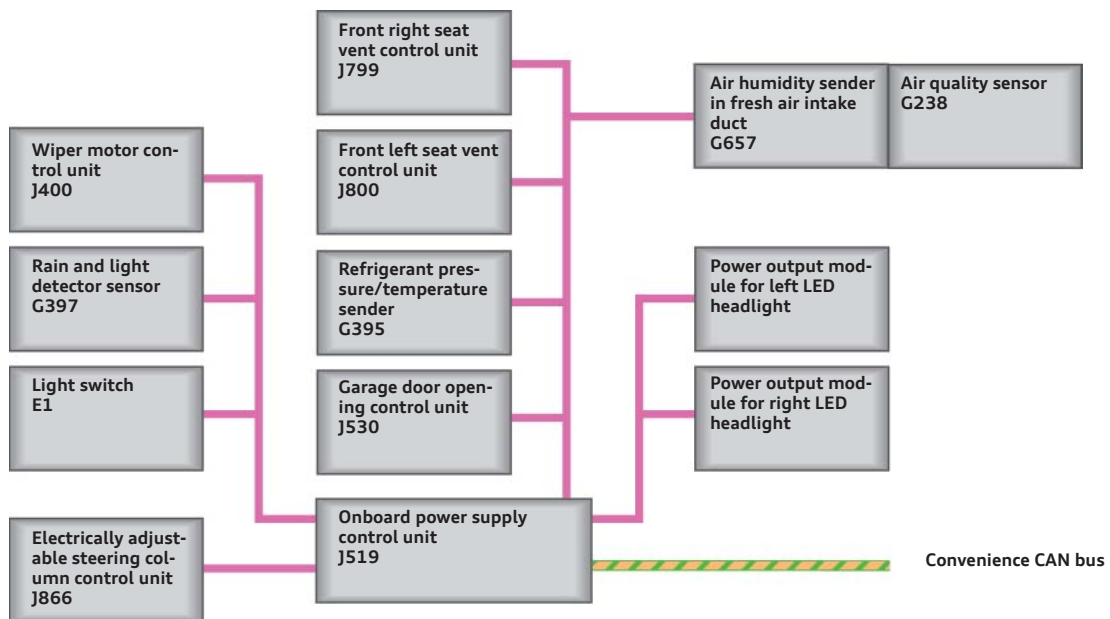 Front right seat
vent control unit
J799
Air humidity sender
in fresh air intake
duct
G657
Air quality sensor
G238
Wiper motor con-
trol unit
J400
Front left seat vent
control unit
J800
Rain and light
detector sensor
G397
Refrigerant pres-
sure/temperature
sender
G395
Power output mod-
ule for left LED
headlight
Light switch
E1
Garage door open-
ing control unit
J530
Power output mod-
ule for right LED
headlight
Electrically adjust-
able steering col-
umn control unit
J866
Onboard power supply
control unit
J519
Convenience CAN bus